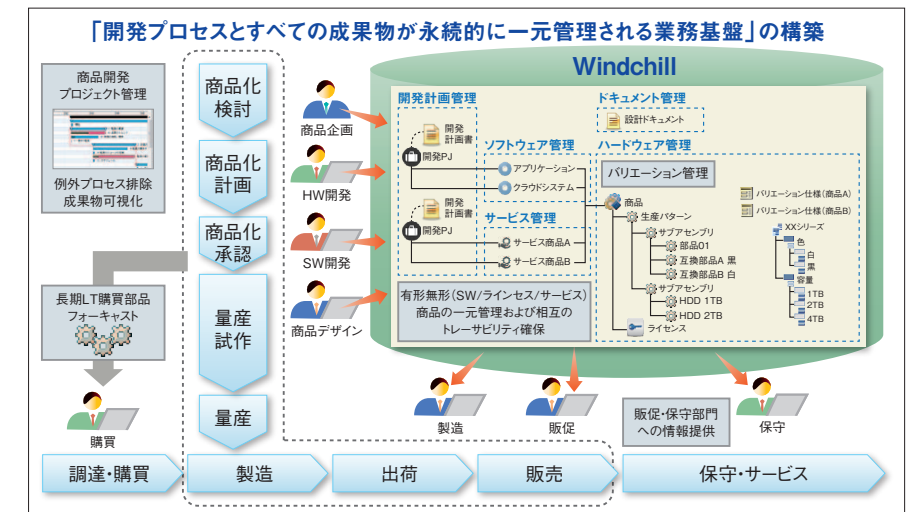 「開発プロセスとすべての成果物が永続的に一元管理される業務基盤」の構築
商品開発
プロジェクト管理
例外プロセス排除
成果物可視化
長期LT購買部品
フォーキャスト
購買
商品化
検討
商品化
計画
商品化
承認
量産
試作
量産
商品企画
HW開発
SW開発
商品デザイン
Windchill
開発計画管理
開発
計画書
開発PJ
開発
計画書
開発PJ
ソフトウェア管理
アプリケーション
クラウドシステム
サービス管理
サービス商品A
サービス商品B
有形無形(SW/ラインセス/サービス)
商品の一元管理および相互の
トレーサビリティ確保
ドキュメント管理
設計ドキュメント
ハードウェア管理
バリエーション管理
商品
生産パターン
サブアセンブリ
部品01
互換部品A 黒
互換部品B 白
サブアセンブリ
HDD 1TB
HDD 2TB
ライセンス
バリエーション仕様(商品A)
バリエーション仕様(商品B)
XXシリーズ
色
白
黒
容量
1TB
2TB
4TB
製造
販促
販促・保守部門
への情報提供
保守
調達・購買
製造
出荷
販売
保守・サービス